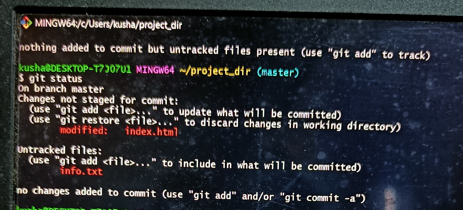 MINGW64:/c/Users/kusha/project_dir
nothing added to commit but untracked files present (use "git add" to track)
kusha@DESKTOP-T7JO7U1 MINGW64 ~/project_dir (master)
$ git status
On branch master
Changes not staged for commit:
(use "git add <file>..." to update what will be committed)
(use "git restore <file>..." to discard changes in working directory)
modified: index.html
Untracked files:
(use "git add <file>..." to include in what will be committed)
info.txt
no changes added to commit (use "git add" and/or "git commit -a")